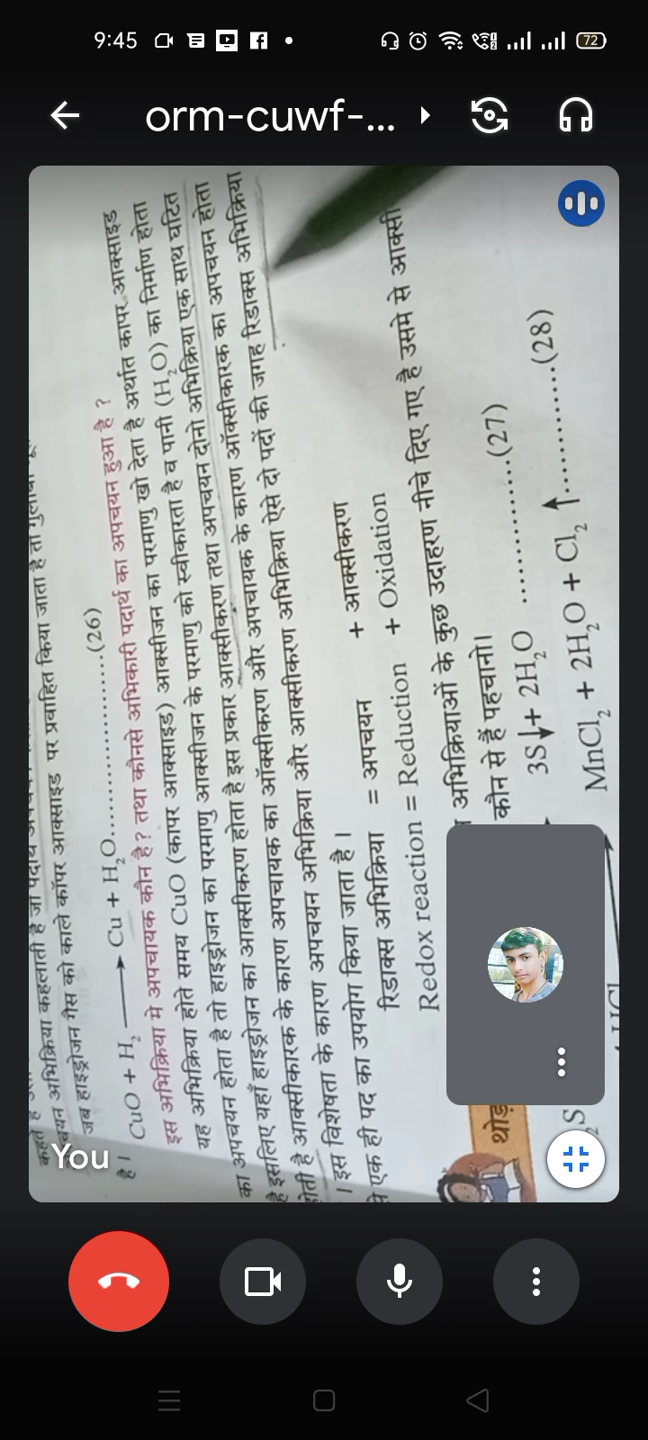 9:45
72
orm-cuwf-...
चयन अभिक्रिया कहलाती है जो पदार्थ
जब हाइड्रोजन गैस को काले कॉपर आक्साइड पर प्रवाहित किया जाता है तो गुलाबी
है।
CuO + H₂ ⟶ Cu + H₂O........................(26)
इस अभिक्रिया मे अपचायक कौन है? तथा कौनसे अभिकारी पदार्थ का अपचयन हुआ है ?
यह अभिक्रिया होते समय CuO (कापर आक्साइड) आक्सीजन का परमाणु खो देता है अर्थात कापर आक्साइड
का अपचयन होता है तो हाइड्रोजन का परमाणु आक्सीजन के परमाणु को स्वीकारता है व पानी (H₂O) का निर्माण होता
है इसलिए यहाँ हाइड्रोजन का आक्सीकरण होता है इस प्रकार आक्सीकरण तथा अपचयन दोनो अभिक्रिया एक साथ घटित
होती है आक्सीकारक के कारण अपचायक का ऑक्सीकरण और अपचायक के कारण ऑक्सीकारक का अपचयन होता
। इस विशेषता के कारण अपचयन अभिक्रिया और आक्सीकरण अभिक्रिया ऐसे दो पदों की जगह रिडाक्स अभिक्रिया
एक ही पद का उपयोग किया जाता है ।
रिडाक्स अभिक्रिया = अपचयन + आक्सीकरण
Redox reaction = Reduction + Oxidation
अभिक्रियाओं के कुछ उदाहरण नीचे दिए गए है उसमे से आक्सी
कौन से हैं पहचानो।
3S↓ + 2H₂O ...............(27)
MnCl₂ + 2H₂O + Cl₂ ↑............(28)
You